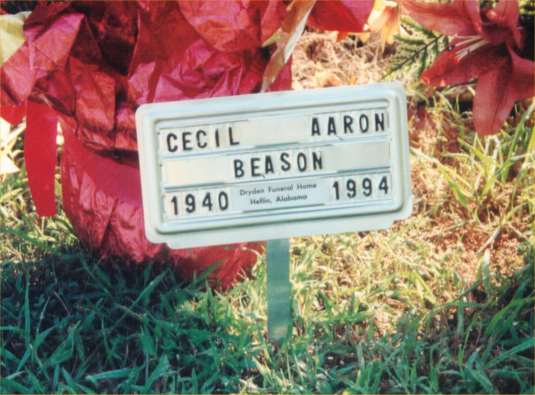 CECIL AARON
BEASON
1940 Dryden Funeral Home 1994
Heflin, Alabama